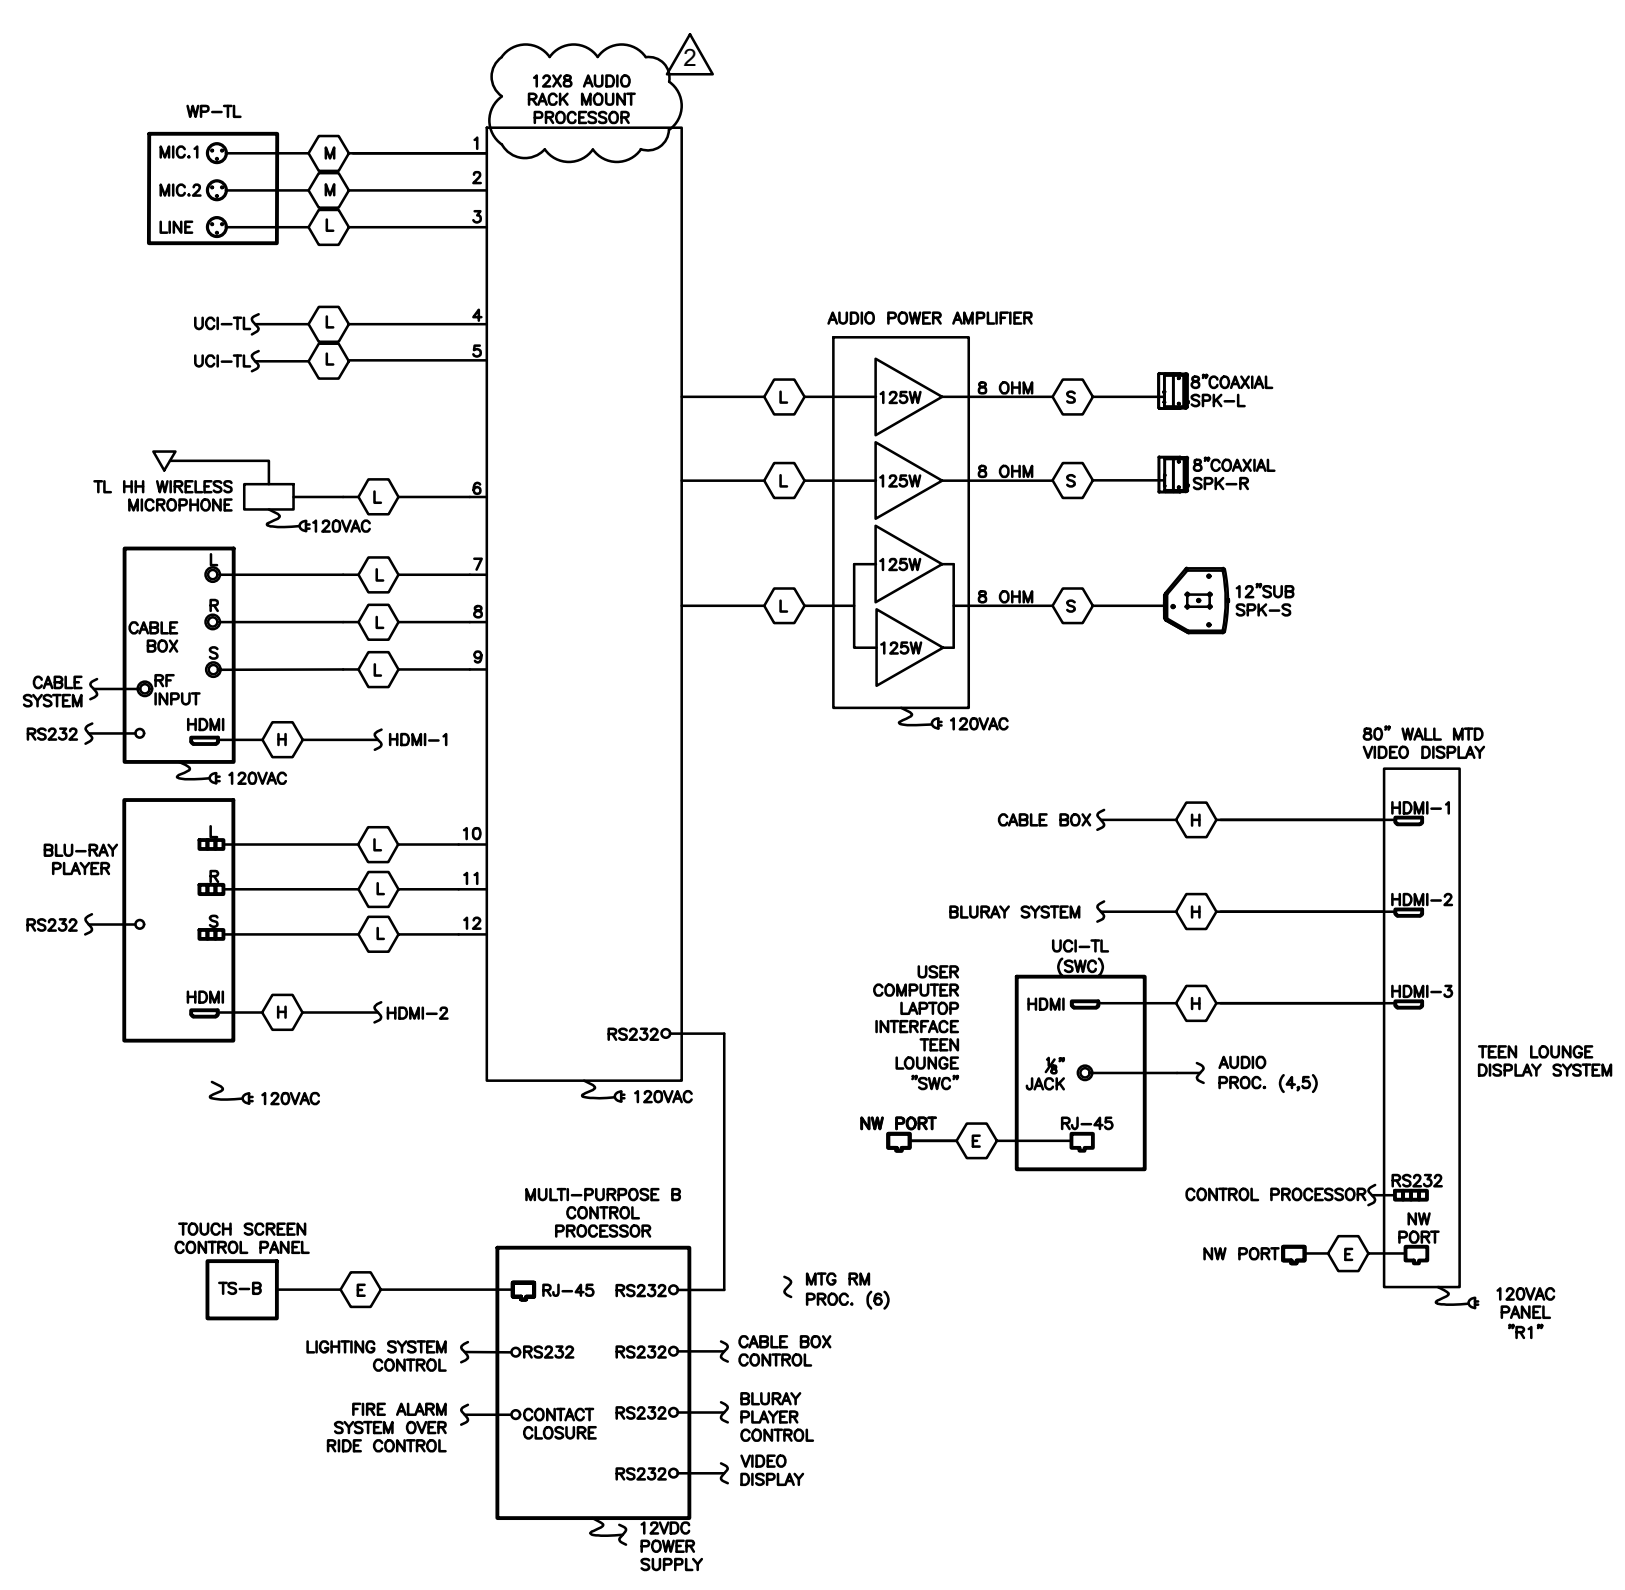 2
12X8 AUDIO
RACK MOUNT
PROCESSOR
WP-TL
MIC.1
M
1
MIC.2
M
2
LINE
L
3
UCI-TL
L
4
UCI-TL
L
5
TL HH WIRELESS
MICROPHONE
L
6
120VAC
CABLE
BOX
L
L
7
R
L
8
S
L
9
CABLE
SYSTEM
RF
INPUT
RS232
HDMI
H
HDMI-1
120VAC
BLU-RAY
PLAYER
L
L
10
R
L
11
S
L
12
RS232
HDMI
H
HDMI-2
120VAC
RS232
120VAC
AUDIO POWER AMPLIFIER
L
125W
8 OHM
S
8"COAXIAL
SPK-L
L
125W
8 OHM
S
8"COAXIAL
SPK-R
125W
L
8 OHM
S
12"SUB
SPK-S
125W
120VAC
80" WALL MTD
VIDEO DISPLAY
CABLE BOX
H
HDMI-1
BLURAY SYSTEM
H
HDMI-2
UCI-TL
(SWC)
USER
COMPUTER
LAPTOP
INTERFACE
TEEN
LOUNGE
"SWC"
HDMI
H
HDMI-3
1/8"
JACK
AUDIO
PROC. (4,5)
NW PORT
E
RJ-45
TEEN LOUNGE
DISPLAY SYSTEM
CONTROL PROCESSOR
RS232
NW PORT
E
NW
PORT
120VAC
PANEL
"R1"
MULTI-PURPOSE B
CONTROL
PROCESSOR
TOUCH SCREEN
CONTROL PANEL
TS-B
E
RJ-45
RS232
MTG RM
PROC. (6)
LIGHTING SYSTEM
CONTROL
RS232
RS232
CABLE BOX
CONTROL
FIRE ALARM
SYSTEM OVER
RIDE CONTROL
CONTACT
CLOSURE
RS232
BLURAY
PLAYER
CONTROL
RS232
VIDEO
DISPLAY
12VDC
POWER
SUPPLY